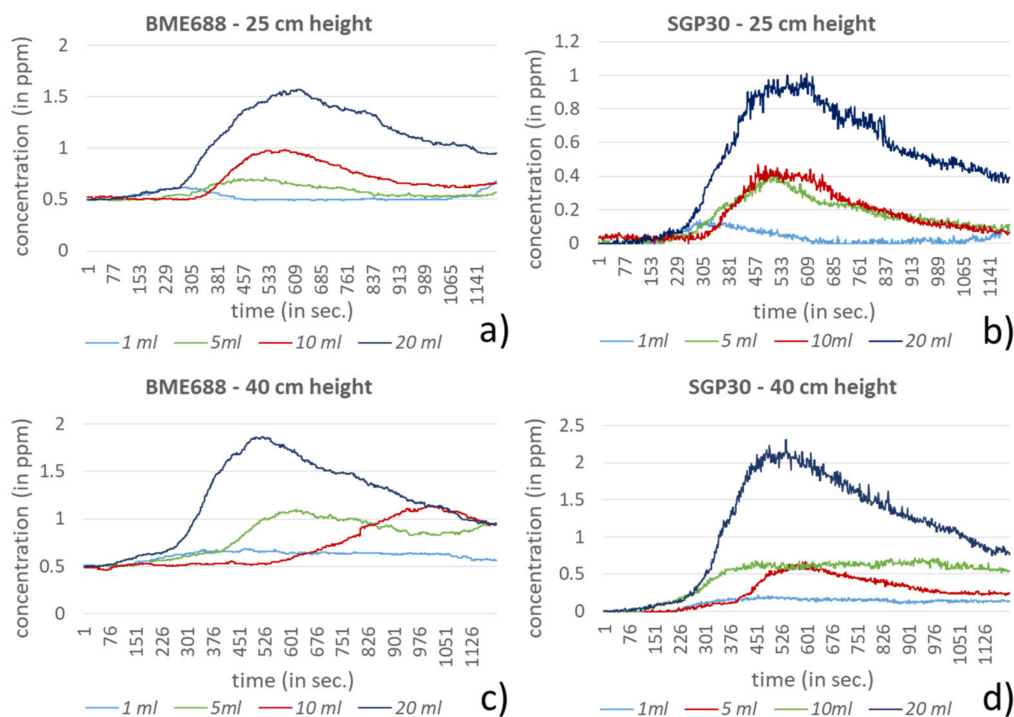 BME688 - 25 cm height
concentration (in ppm)
2
1.5
1
0.5
0
1 77 153 229 305 381 457 533 609 685 761 837 913 989 1065 1141
time (in sec.)
1 ml 5ml 10 ml 20 ml
a)
SGP30 - 25 cm height
concentration (in ppm)
1.2
1
0.8
0.6
0.4
0.2
0
1 77 153 229 305 381 457 533 609 685 761 837 913 989 1065 1141
time (in sec.)
1ml 5 ml 10ml 20 ml
b)
BME688 - 40 cm height
concentration (in ppm)
2
1.5
1
0.5
0
1 76 151 226 301 376 451 526 601 676 751 826 901 976 1051 1126
time (in sec.)
1 ml 5 ml 10 ml 20 ml
c)
SGP30 - 40 cm height
concentration (in ppm)
2.5
2
1.5
1
0.5
0
1 76 151 226 301 376 451 526 601 676 751 826 901 976 1051 1126
time (in sec.)
1ml 5 ml 10ml 20 ml
d)